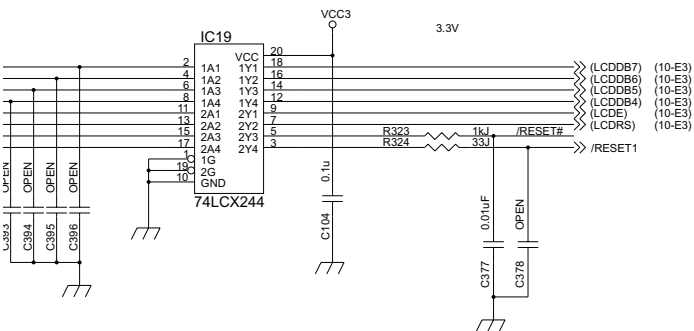 VCC3
3.3V
IC19
20
VCC
2 1A1 1Y1 18 (LCDDB7) (10-E3)
4 1A2 1Y2 16 (LCDDB6) (10-E3)
6 1A3 1Y3 14 (LCDDB5) (10-E3)
8 1A4 1Y4 12 (LCDDB4) (10-E3)
11 2A1 2Y1 9 (LCDE) (10-E3)
13 2A2 2Y2 7 (LCDRS) (10-E3)
15 2A3 2Y3 5 R323 1kJ /RESET#
17 2A4 2Y4 3 R324 33J /RESET1
1 1G
19 2G
10 GND
74LCX244
OPEN OPEN OPEN OPEN
C393 C394 C395 C396
0.1u
C104
0.01uF OPEN
C377 C378